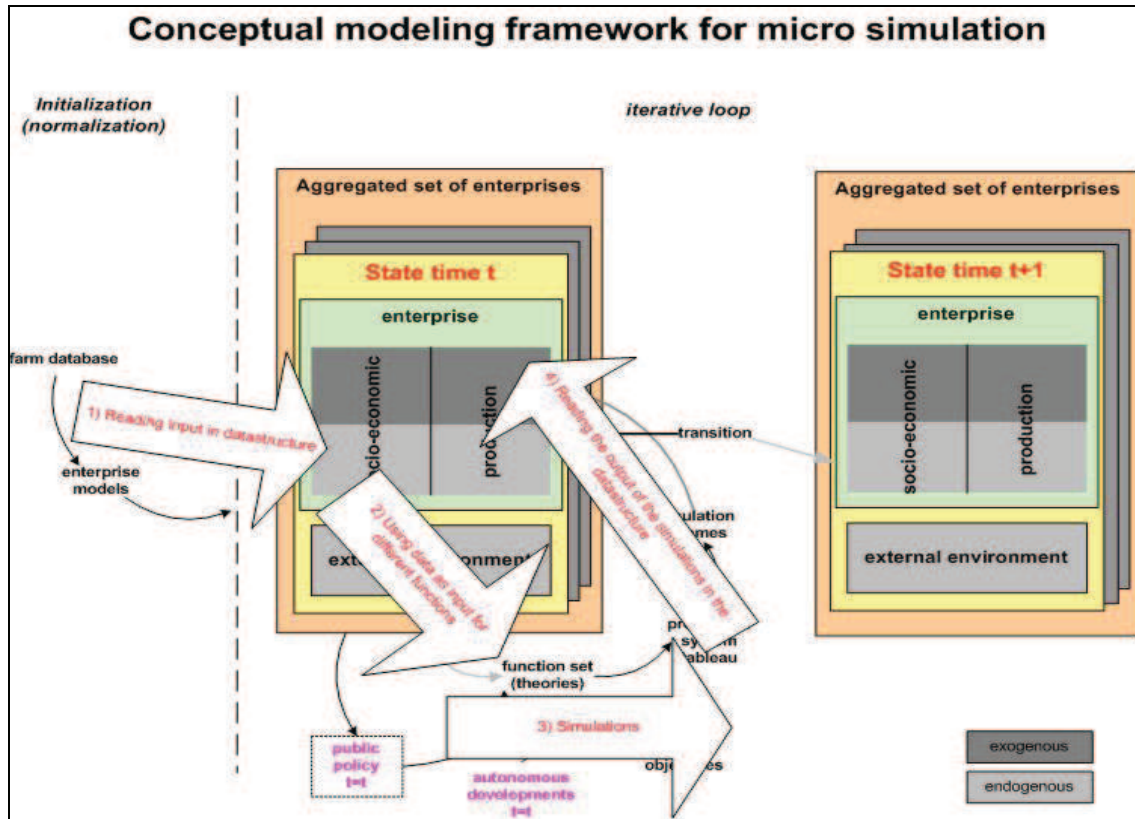 Conceptual modeling framework for micro simulation
Initialization
(normalization)
iterative loop
Aggregated set of enterprises
State time t
enterprise
production
farm database
1) Reading input in datastructure
enterprise
models
2) Using data as input for
different functions
4) Reading the output of the simulations in the
datastructure
transition
function set
(theories)
3) Simulations
public
policy
t=t
autonomous
developments
t=t
Aggregated set of enterprises
State time t+1
enterprise
socio-economic
production
external environment
exogenous
endogenous